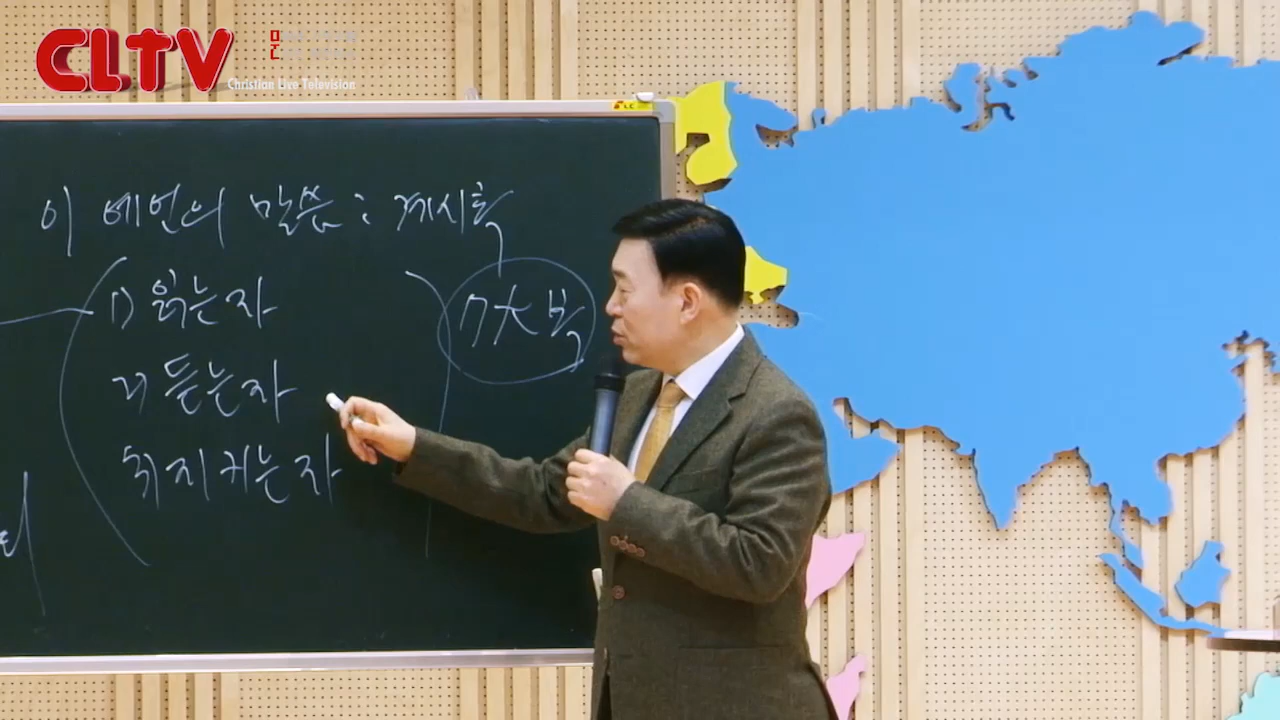 CLTV
Christian Live Television
이 예언의 말씀 : 계시록
1) 읽는자
2) 듣는자
3) 지키는자
7大 복